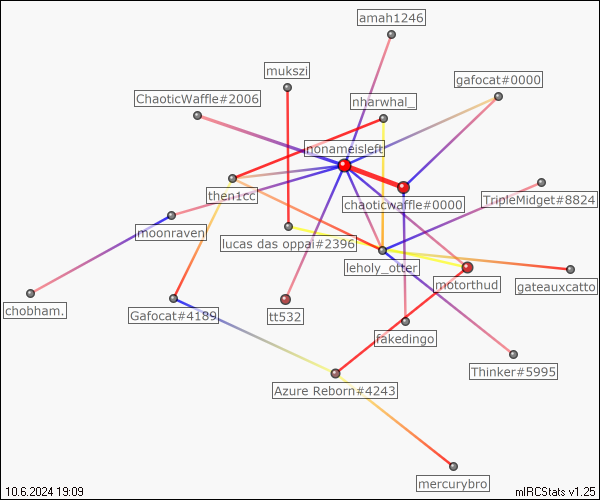 amah1246
mukszi
gafocat#0000
ChaoticWaffle#2006
nharwhal_
nonameisleft
then1cc
chaoticwaffle#0000
TripleMidget#8824
moonraven
lucas das oppai#2396
leholy_otter
motorthud
gateauxcatto
chobham.
Gafocat#4189
tt532
fakedingo
Thinker#5995
Azure Reborn#4243
mercurybro
10.6.2024 19:09
mIRCStats v1.25